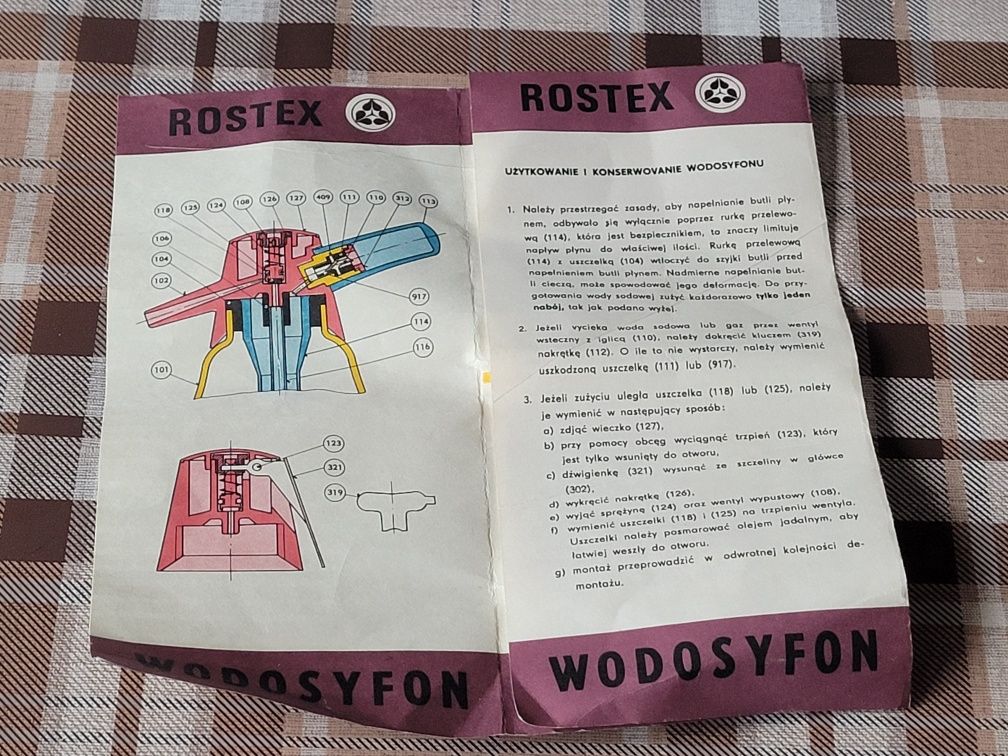 ROSTEX
118 125 124 108 126 127 409 111 110 312 113
106
104
102
917
114
116
101
123
321
319
WODOSYFON
ROSTEX
UŻYTKOWANIE I KONSERWOVANIE WODOSYFONU
1. Należy przestrzegać zasady, aby napełnianie butli pły-
nem, odbywało się wyłącznie poprzez rurkę przelewo-
wą (114), która jest bezpiecznikiem, to znaczy limituje
napływ płynu do właściwej ilości. Rurkę przelewową
(114) z uszczelką (104) wtłoczyć do szyjki butli przed
napełnieniem butli płynem. Nadmierne napełnianie but-
li cieczą, może spowodować jego deformację. Do przy-
gotowania wody sodowej zużyć każdorazowo tylko jeden
nabój, tak jak podano wyżej.
2. Jeżeli vycieka woda sodowa lub gaz przez wentyl
wsteczny z iglicą (110), należy dokręcić kluczem (319)
nakrętkę (112). O ile to nie wystarczy, należy wymienić
uszkodzoną uszczelkę (111) lub (917).
3. Jeżeli zużyciu uległa uszczelka (118) lub (125), należy
je wymienić w następujący sposób:
a) zdjąć wieczko (127),
b) przy pomocy obcęg wyciągnąć trzpień (123), który
jest tylko wsunięty do otworu,
c) dźwigienkę (321) wysunąć ze szczeliny w główce
(302),
d) wykręcić nakrętkę (126),
e) wyjąć sprężynę (124) oraz wentyl wypustowy (108),
f) wymienić uszczelki (118) i (125) na trzpieniu wentyla.
Uszczelki należy posmarować olejem jadalnym, aby
łatwiej weszły do otworu.
g) montaż przeprowadzić w odwrotnej kolejności de-
montażu.
WODOSYFON